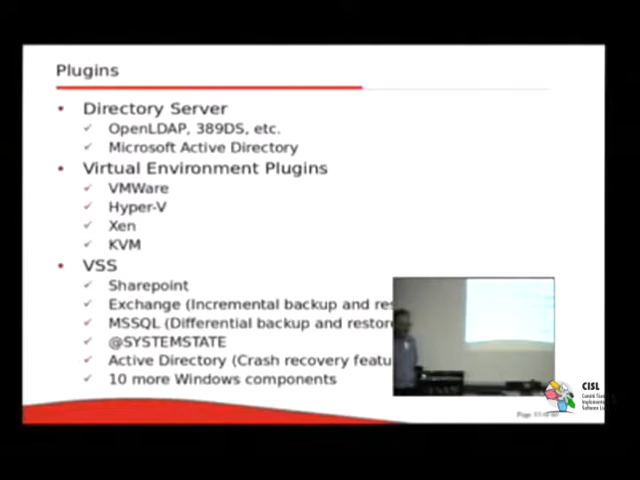 Plugins
Directory Server
OpenLDAP, 389DS, etc.
Microsoft Active Directory
Virtual Environment Plugins
VMWare
Hyper-V
Xen
KVM
VSS
Sharepoint
Exchange (Incremental backup and res
MSSQL (Differential backup and restore
@SYSTEMSTATE
Active Directory (Crash recovery featu
10 more Windows components
CISL
Page